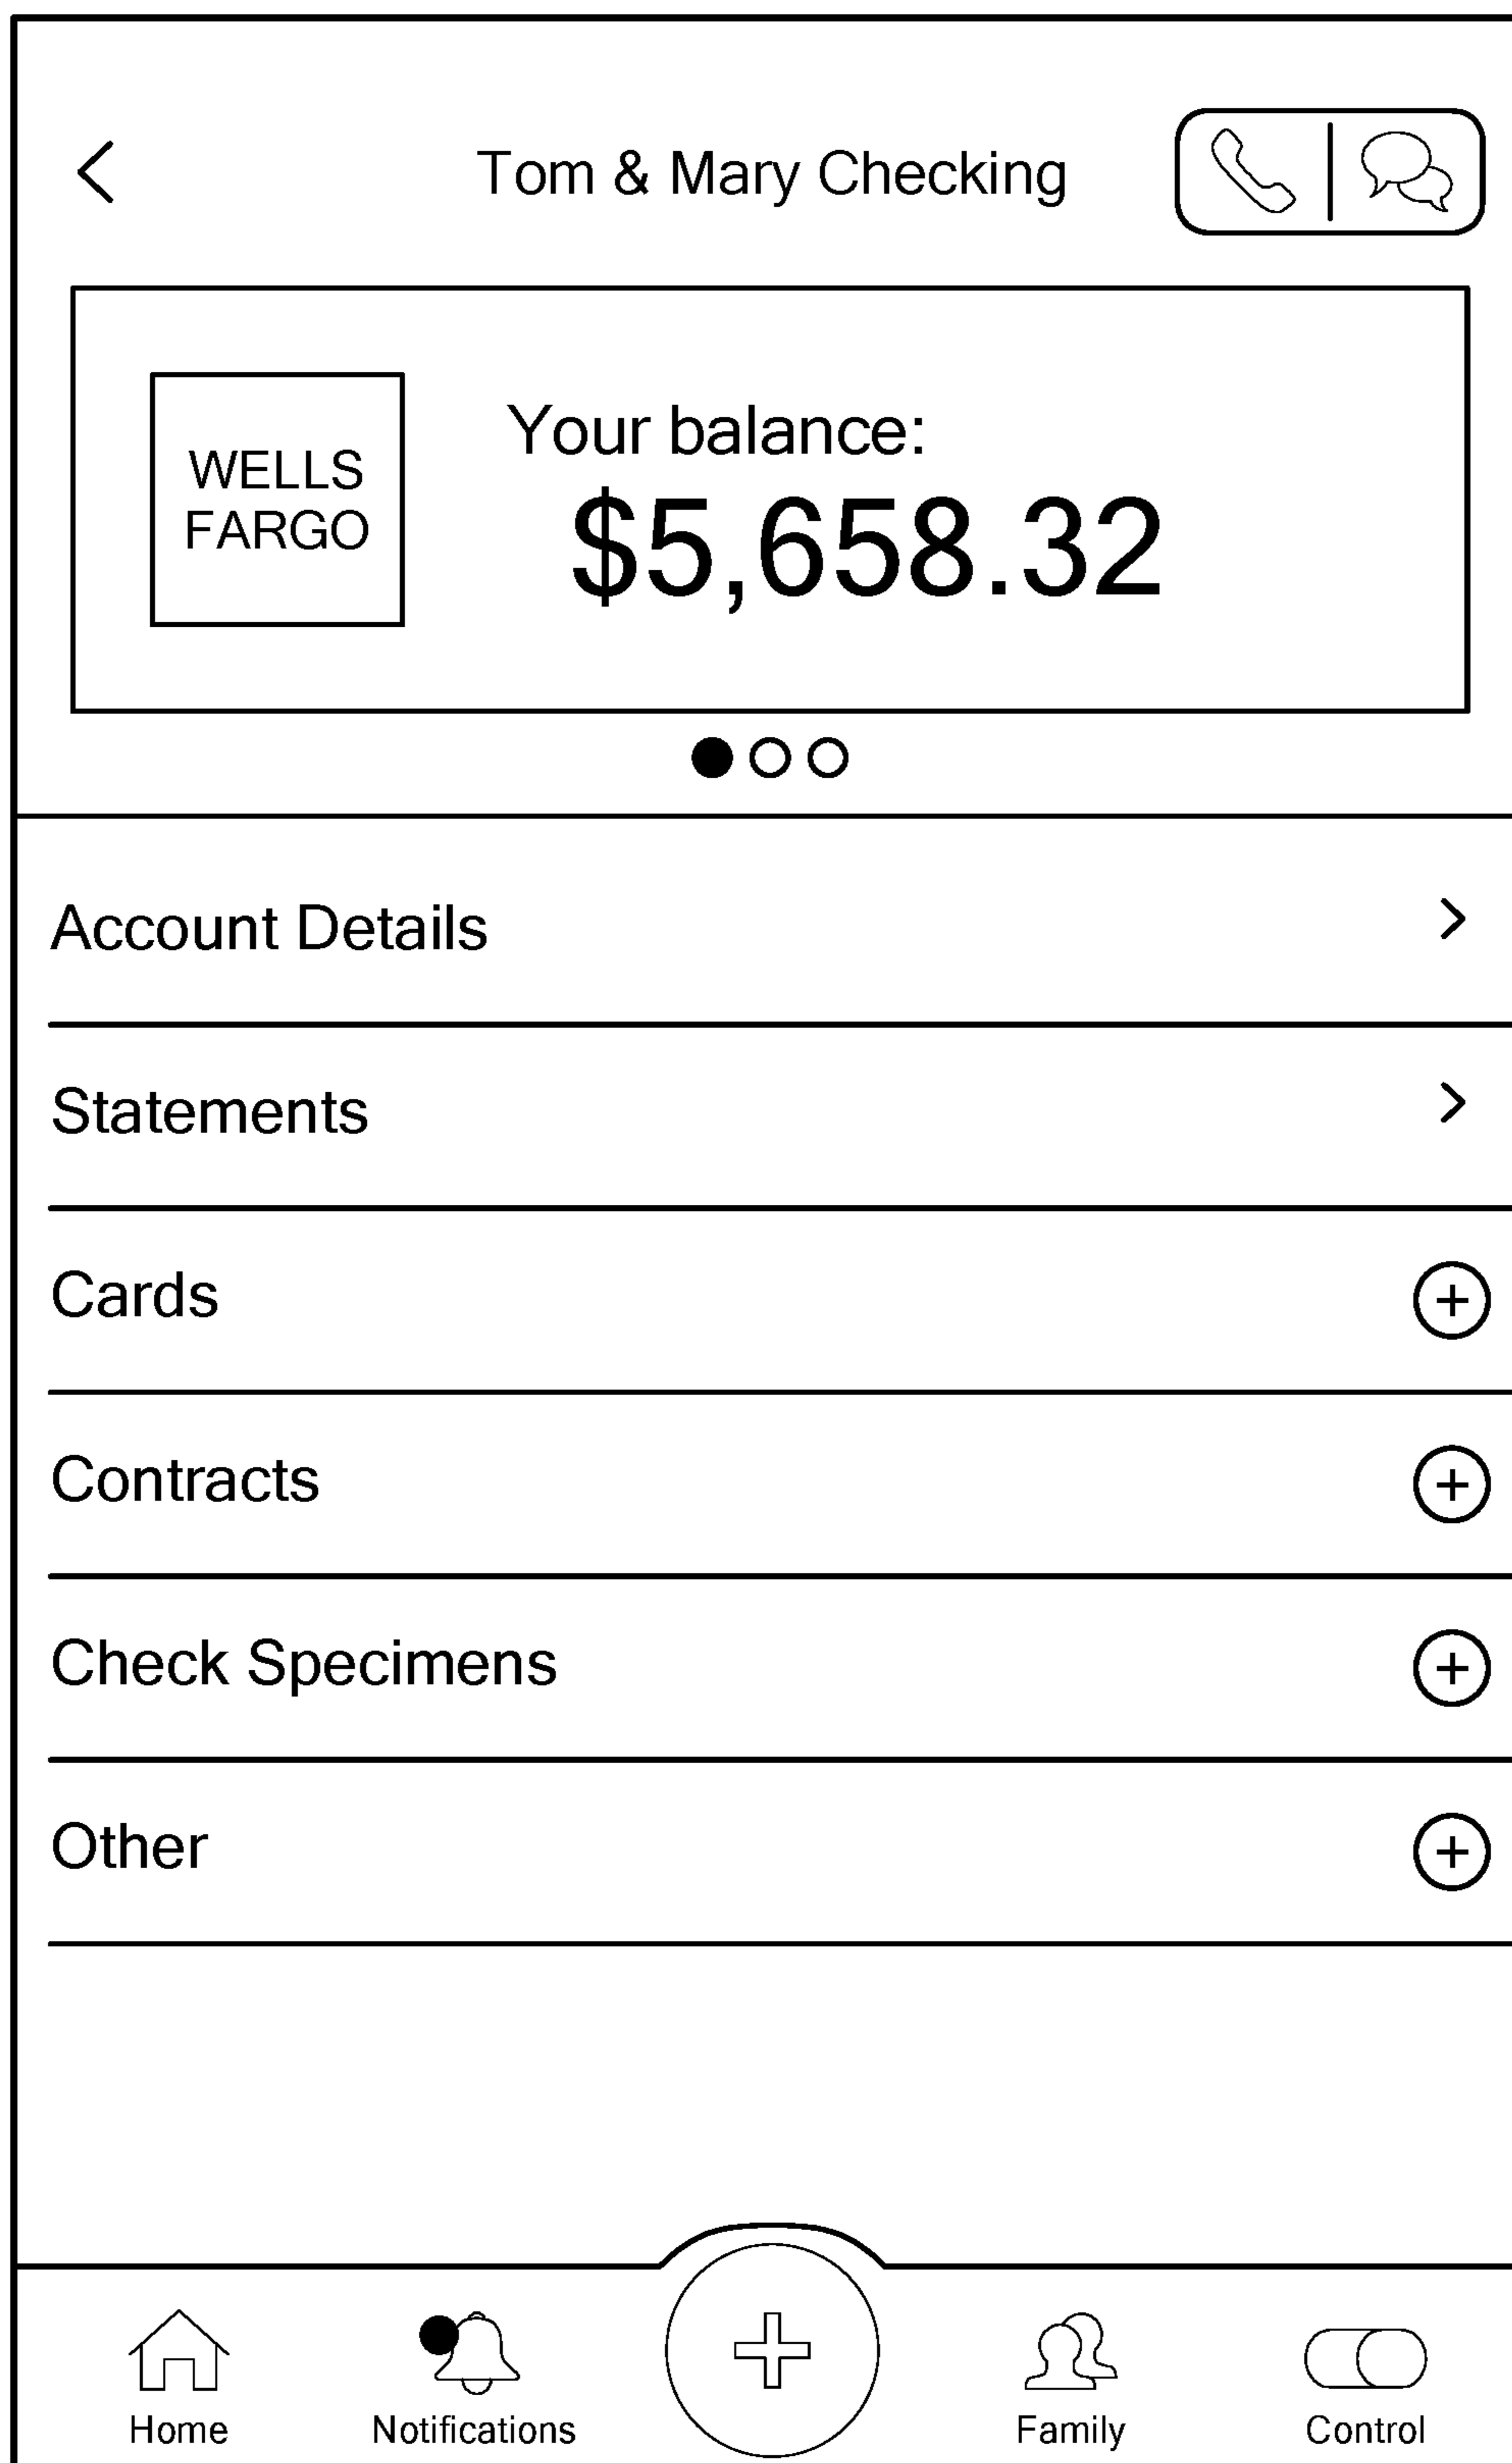 Tom & Mary Checking
WELLS
FARGO
Your balance:
$5,658.32
Account Details
Statements
Cards
Contracts
Check Specimens
Other
Home
Notifications
Family
Control